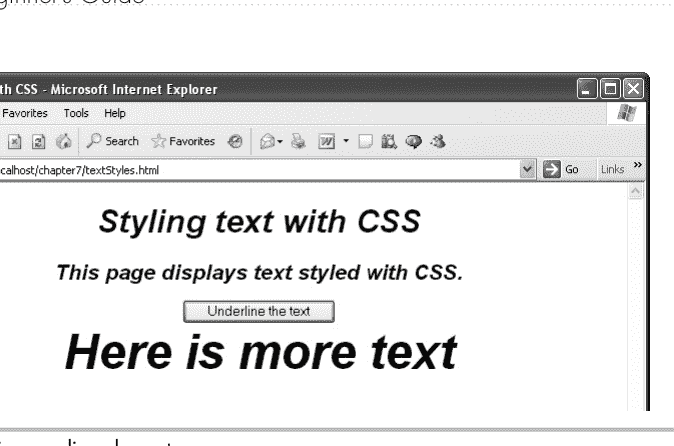 Guide
th CSS - Microsoft Internet Explorer
Favorites Tools Help
Search Favorites
calhost/chapter7/textStyles.html Go Links »
Styling text with CSS
This page displays text styled with CSS.
Underline the text
Here is more text